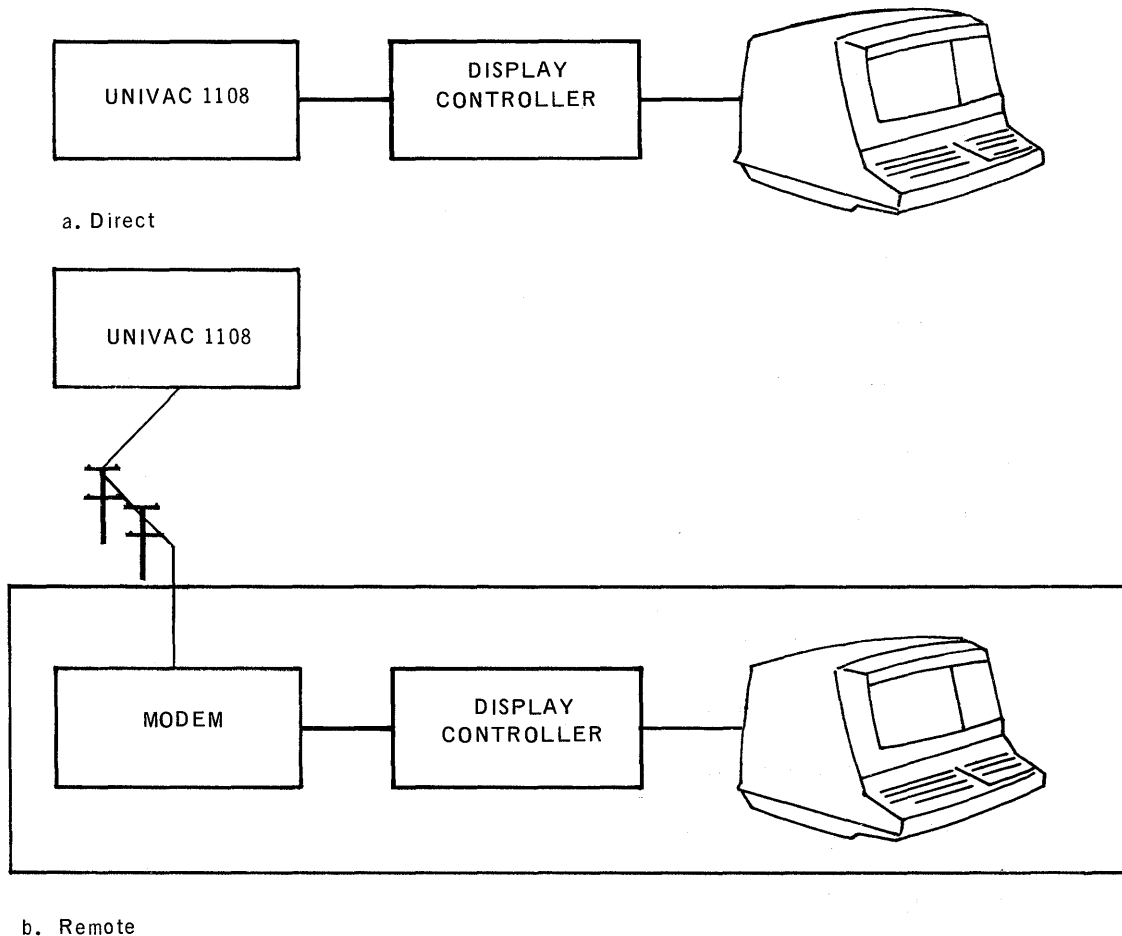 UNIVAC 1108
DISPLAY
CONTROLLER
a. Direct
UNIVAC 1108
MODEM
DISPLAY
CONTROLLER
b. Remote